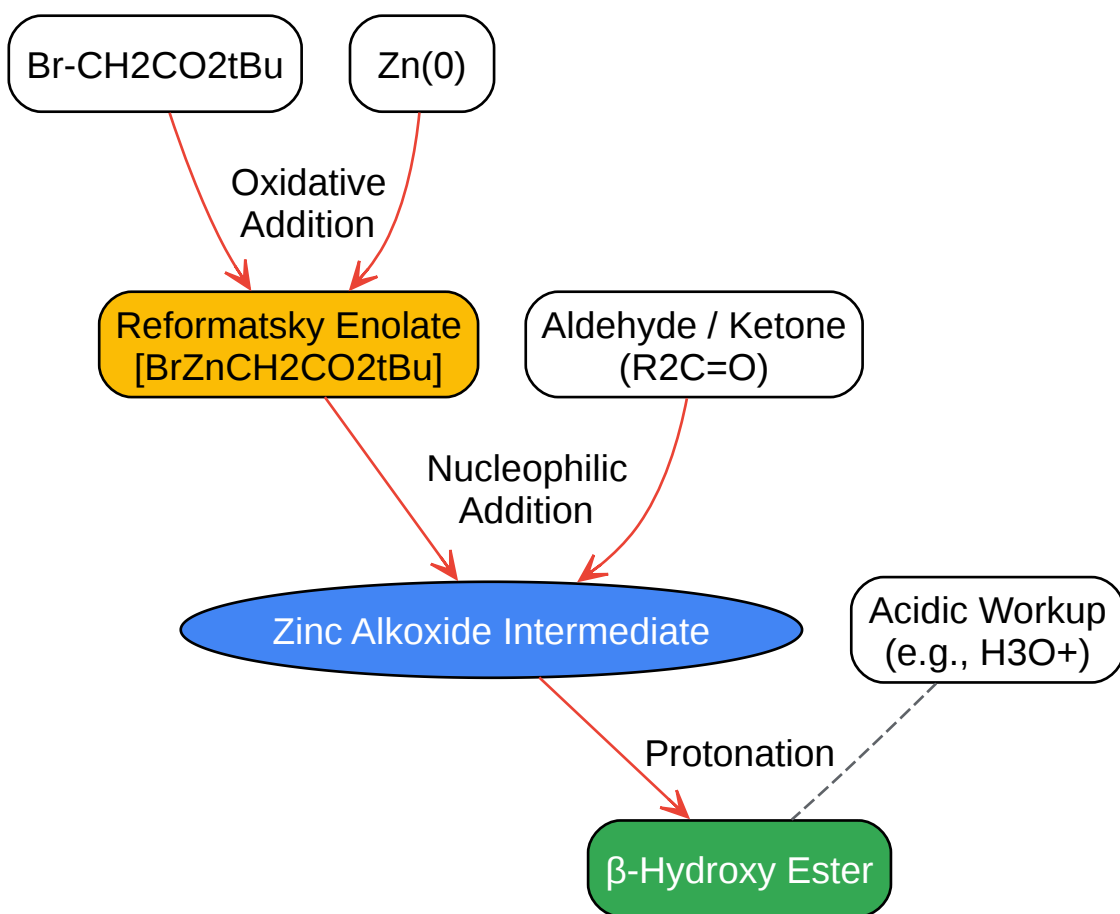 Br-CH2CO2tBu
Zn(0)
Oxidative
Addition
Reformatsky Enolate
[BrZnCH2CO2tBu]
Aldehyde / Ketone
(R2C=O)
Nucleophilic
Addition
Zinc Alkoxide Intermediate
Acidic Workup
(e.g., H3O+)
Protonation
β-Hydroxy Ester